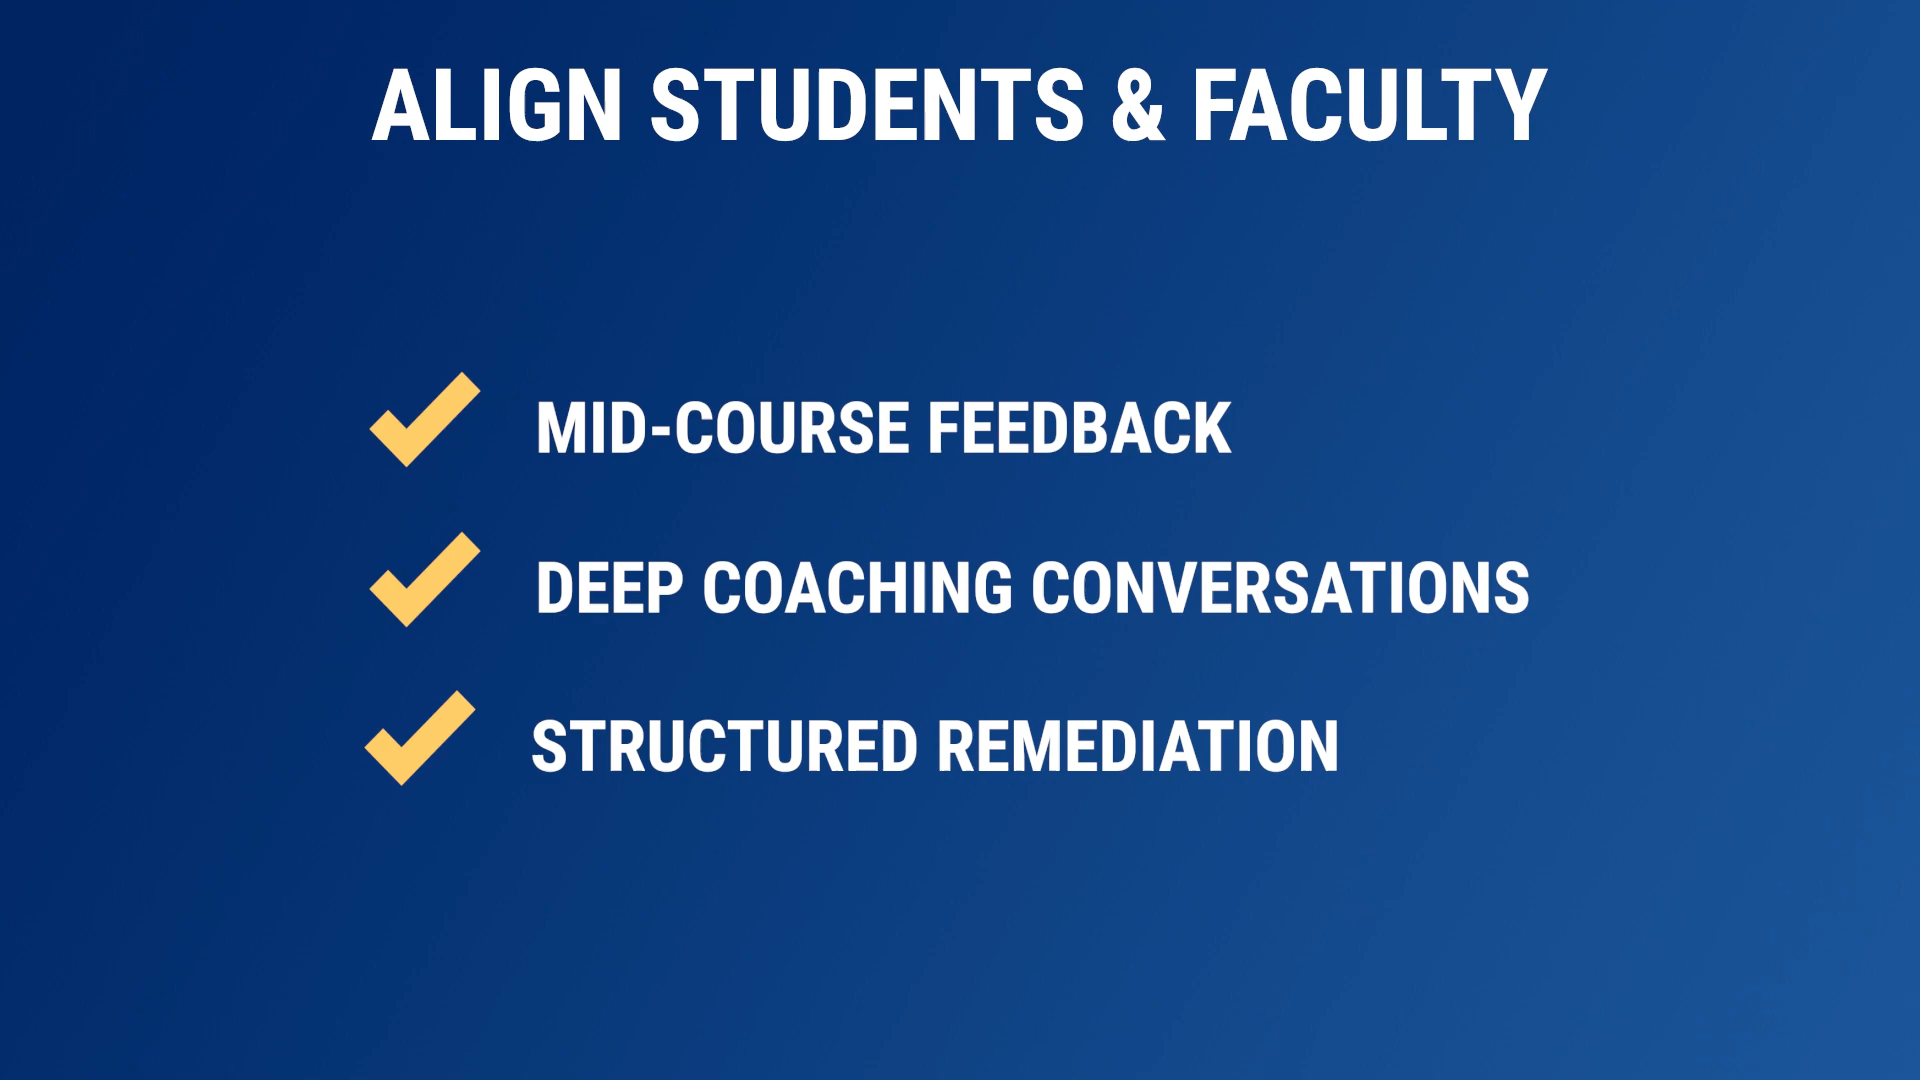 ALIGN STUDENTS & FACULTY
MID-COURSE FEEDBACK
DEEP COACHING CONVERSATIONS
STRUCTURED REMEDIATION